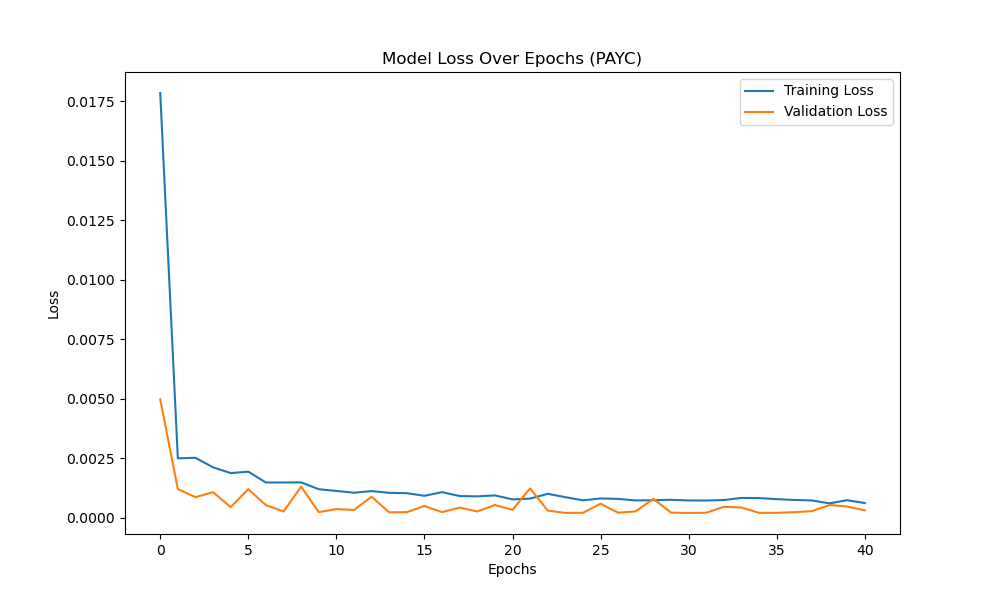 Model Loss Over Epochs (PAYC)
Training Loss
Validation Loss
0.0175
0.0150
0.0125
0.0100
0.0075
0.0050
0.0025
0.0000
Loss
0 5 10 15 20 25 30 35 40
Epochs